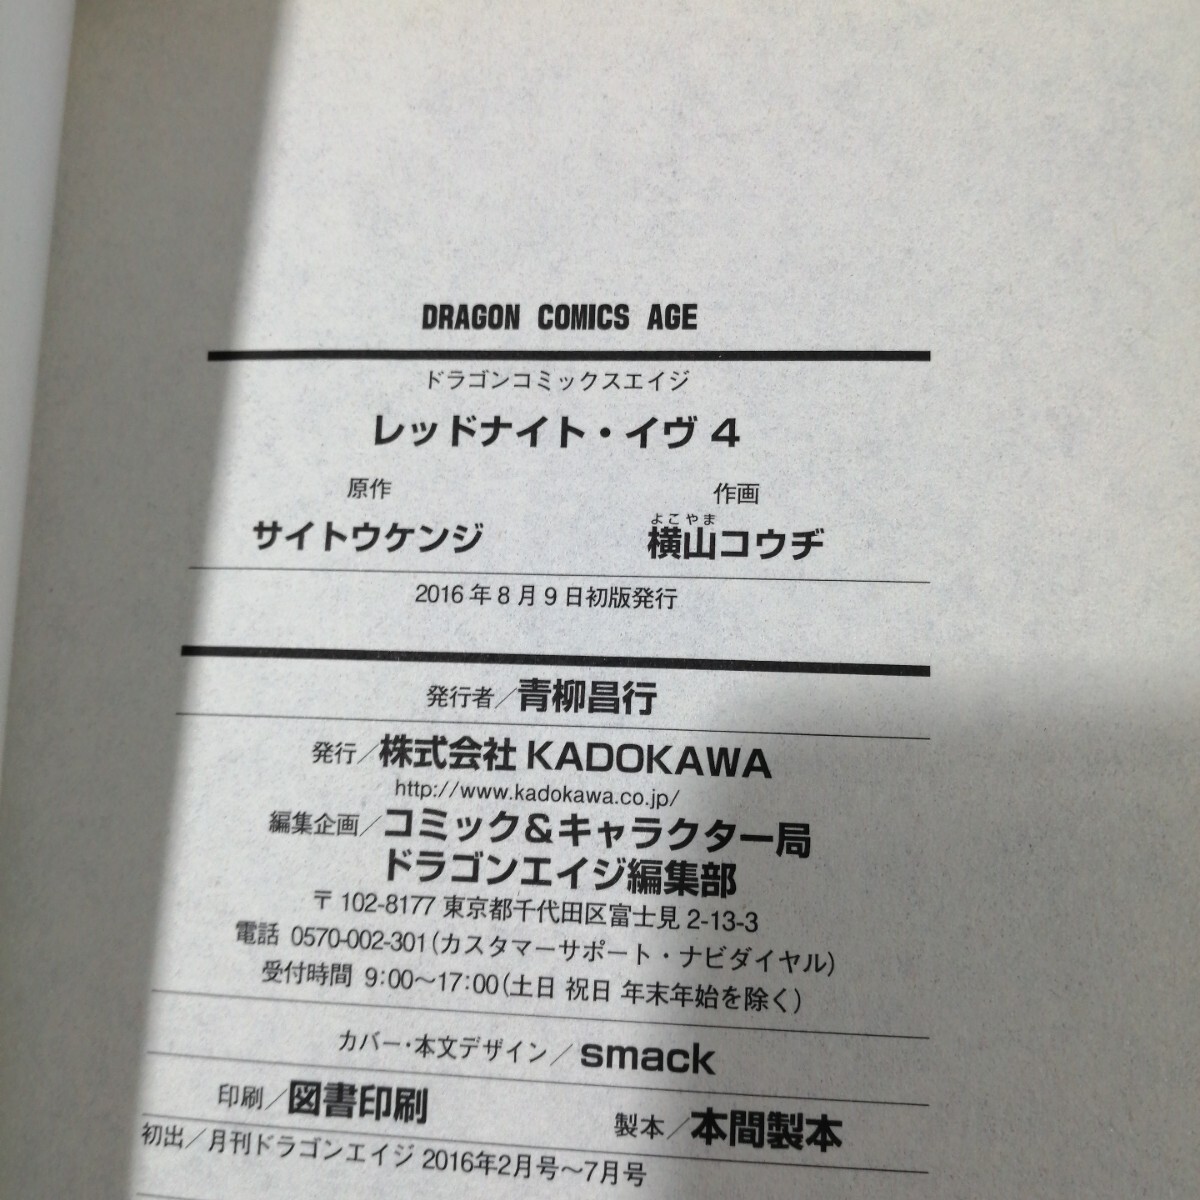 DRAGON COMICS AGE
ドラゴンコミックスエイジ
レッドナイト・イヴ 4
原作 作画
よこやま
サイトウケンジ 横山コウヂ
2016年8月9日初版発行
発行者/青柳昌行
発行/株式会社KADOKAWA
http://www.kadokawa.co.jp/
編集企画/コミック&キャラクター局
ドラゴンエイジ編集部
〒102-8177 東京都千代田区富士見2-13-3
電話 0570-002-301(カスタマーサポート・ナビダイヤル)
受付時間 9:00〜17:00(土日 祝日 年末年始を除く)
カバー・本文デザイン/smack
印刷/図書印刷 製本/本間製本
初出/月刊ドラゴンエイジ 2016年2月号〜7月号